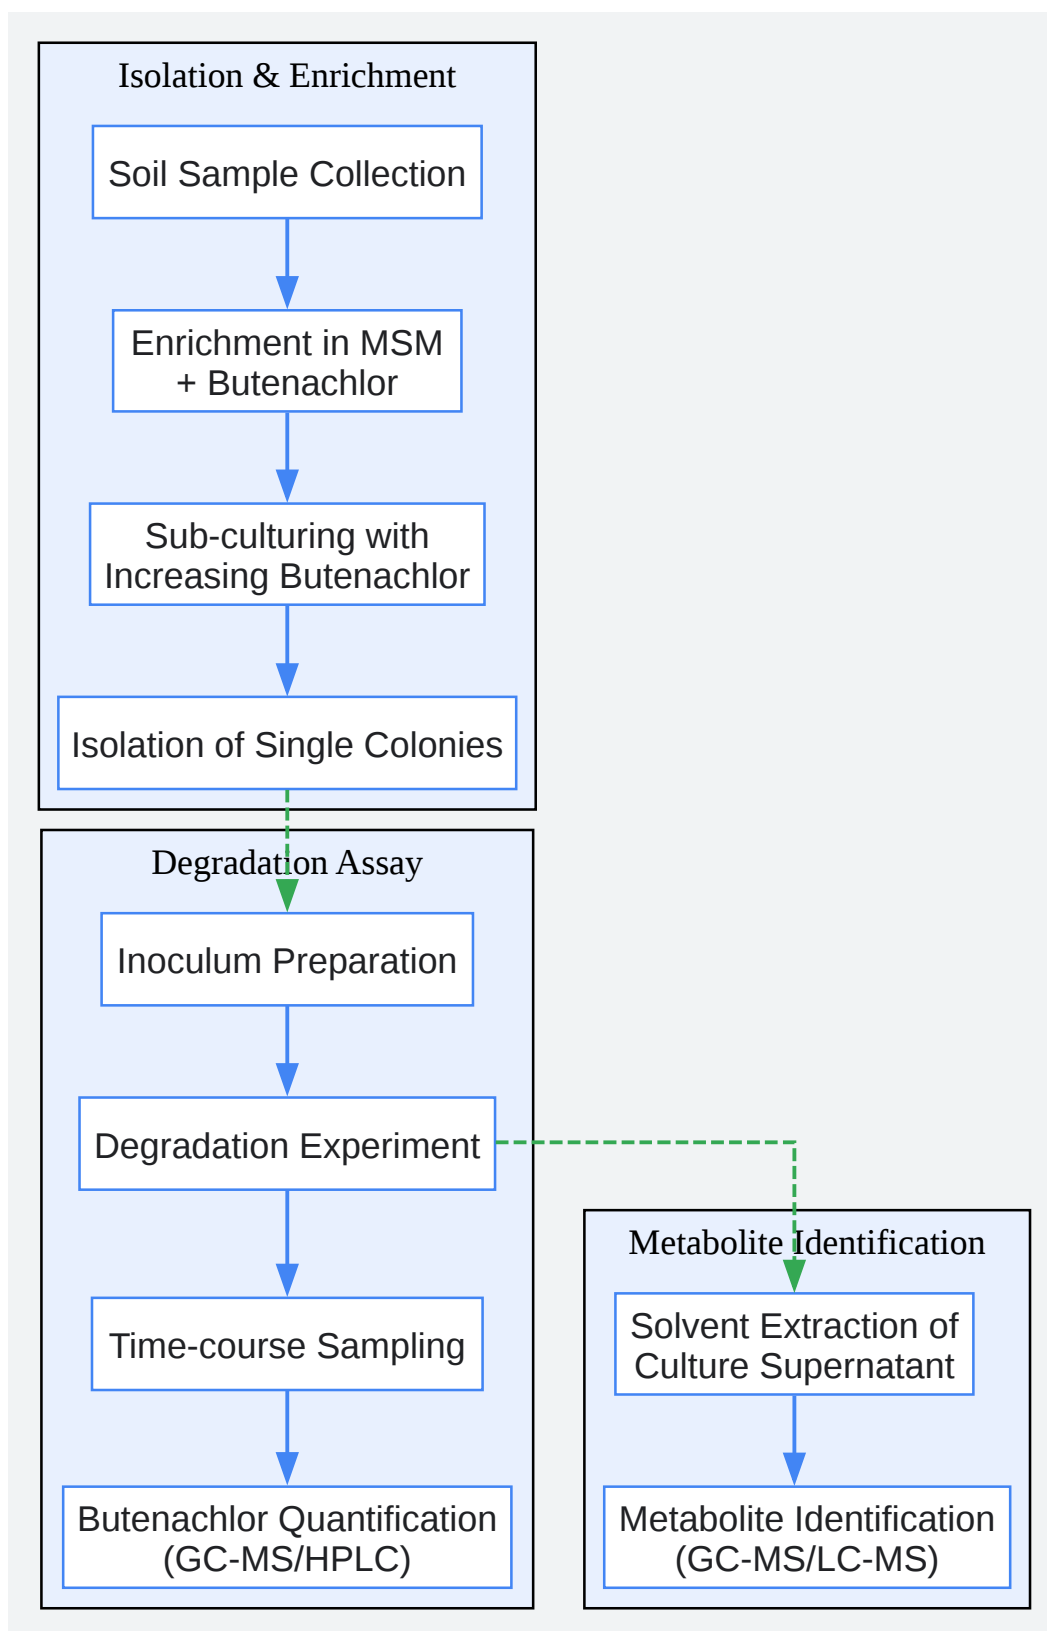 Isolation & Enrichment
Soil Sample Collection
Enrichment in MSM
+ Butenachlor
Sub-culturing with
Increasing Butenachlor
Isolation of Single Colonies
Degradation Assay
Inoculum Preparation
Degradation Experiment
Time-course Sampling
Butenachlor Quantification
(GC-MS/HPLC)
Metabolite Identification
Solvent Extraction of
Culture Supernatant
Metabolite Identification
(GC-MS/LC-MS)